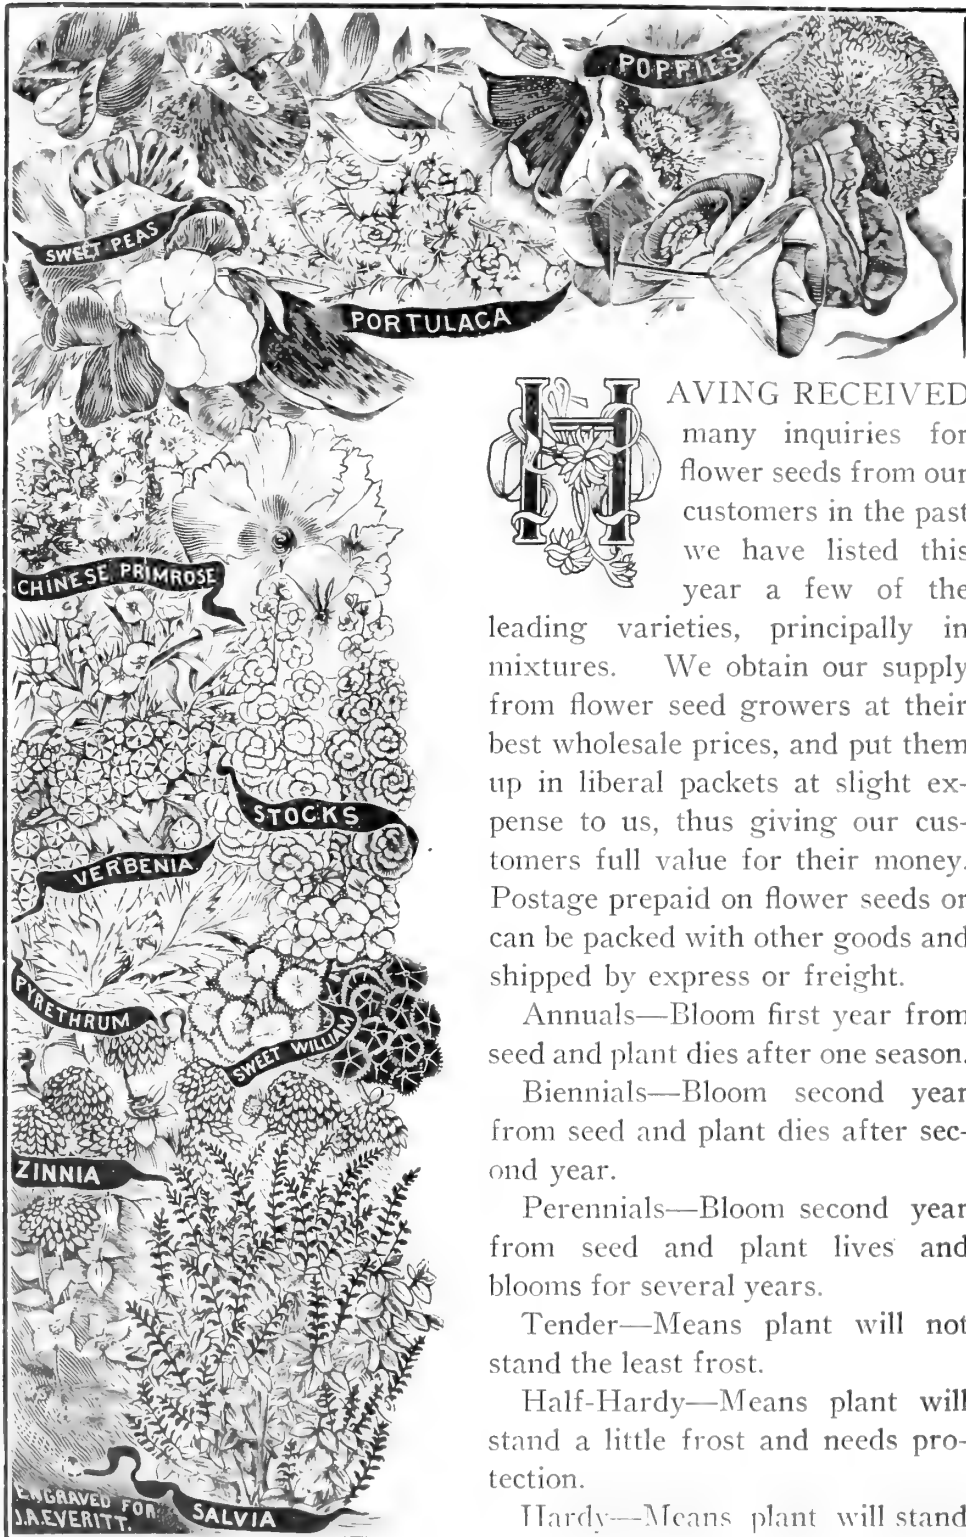 POPPIES
SWEET PEAS
PORTULACA
CHINESE PRIMROSE
STOCKS
VERBENIA
PYRETHRUM
SWEET WILLIAM
ZINNIA
ENGRAVED FOR
J.A.EVERITT.
SALVIA
HAVING RECEIVED
many inquiries for
flower seeds from our
customers in the past
we have listed this
year a few of the
leading varieties, principally in
mixtures. We obtain our supply
from flower seed growers at their
best wholesale prices, and put them
up in liberal packets at slight ex-
pense to us, thus giving our cus-
tomers full value for their money.
Postage prepaid on flower seeds or
can be packed with other goods and
shipped by express or freight.
Annuals—Bloom first year from
seed and plant dies after one season.
Biennials—Bloom second year
from seed and plant dies after sec-
ond year.
Perennials—Bloom second year
from seed and plant lives and
blooms for several years.
Tender—Means plant will not
stand the least frost.
Half-Hardy—Means plant will
stand a little frost and needs pro-
tection.
Hardy—Means plant will stand